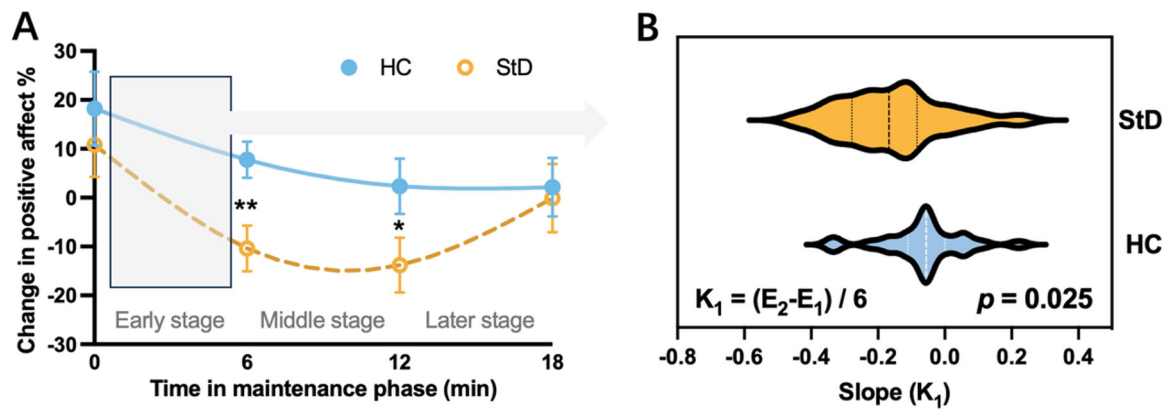 A
Change in positive affect %
30
20
10
0
-10
-20
-30
HC
StD
**
*
Early stage
Middle stage
Later stage
0
6
12
18
Time in maintenance phase (min)
B
StD
HC
K₁ = (E₂-E₁) / 6
p = 0.025
-0.8
-0.6
-0.4
-0.2
0.0
0.2
0.4
Slope (K₁)